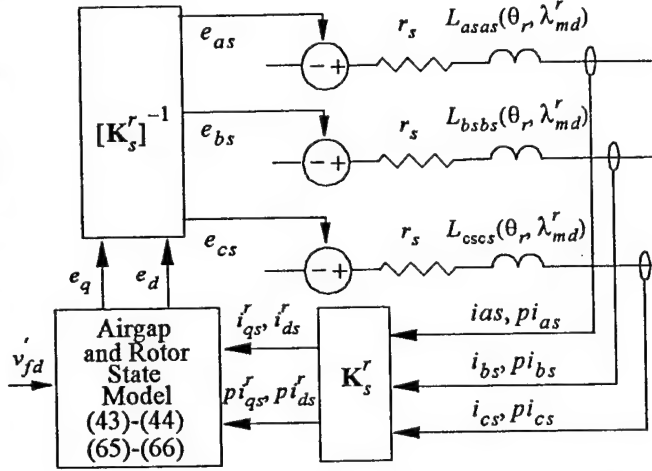 e_as
− +
r_s
L_asas(θ_r, λ^r_md)
[K^r_s]^−1
e_bs
− +
r_s
L_bsbs(θ_r, λ^r_md)
e_cs
− +
r_s
L_cscs(θ_r, λ^r_md)
e_q
e_d
v'_fd
Airgap
and Rotor
State
Model
(43)-(44)
(65)-(66)
i^r_qs, i^r_ds
pi^r_qs, pi^r_ds
K^r_s
ias, pi_as
i_bs, pi_bs
i_cs, pi_cs